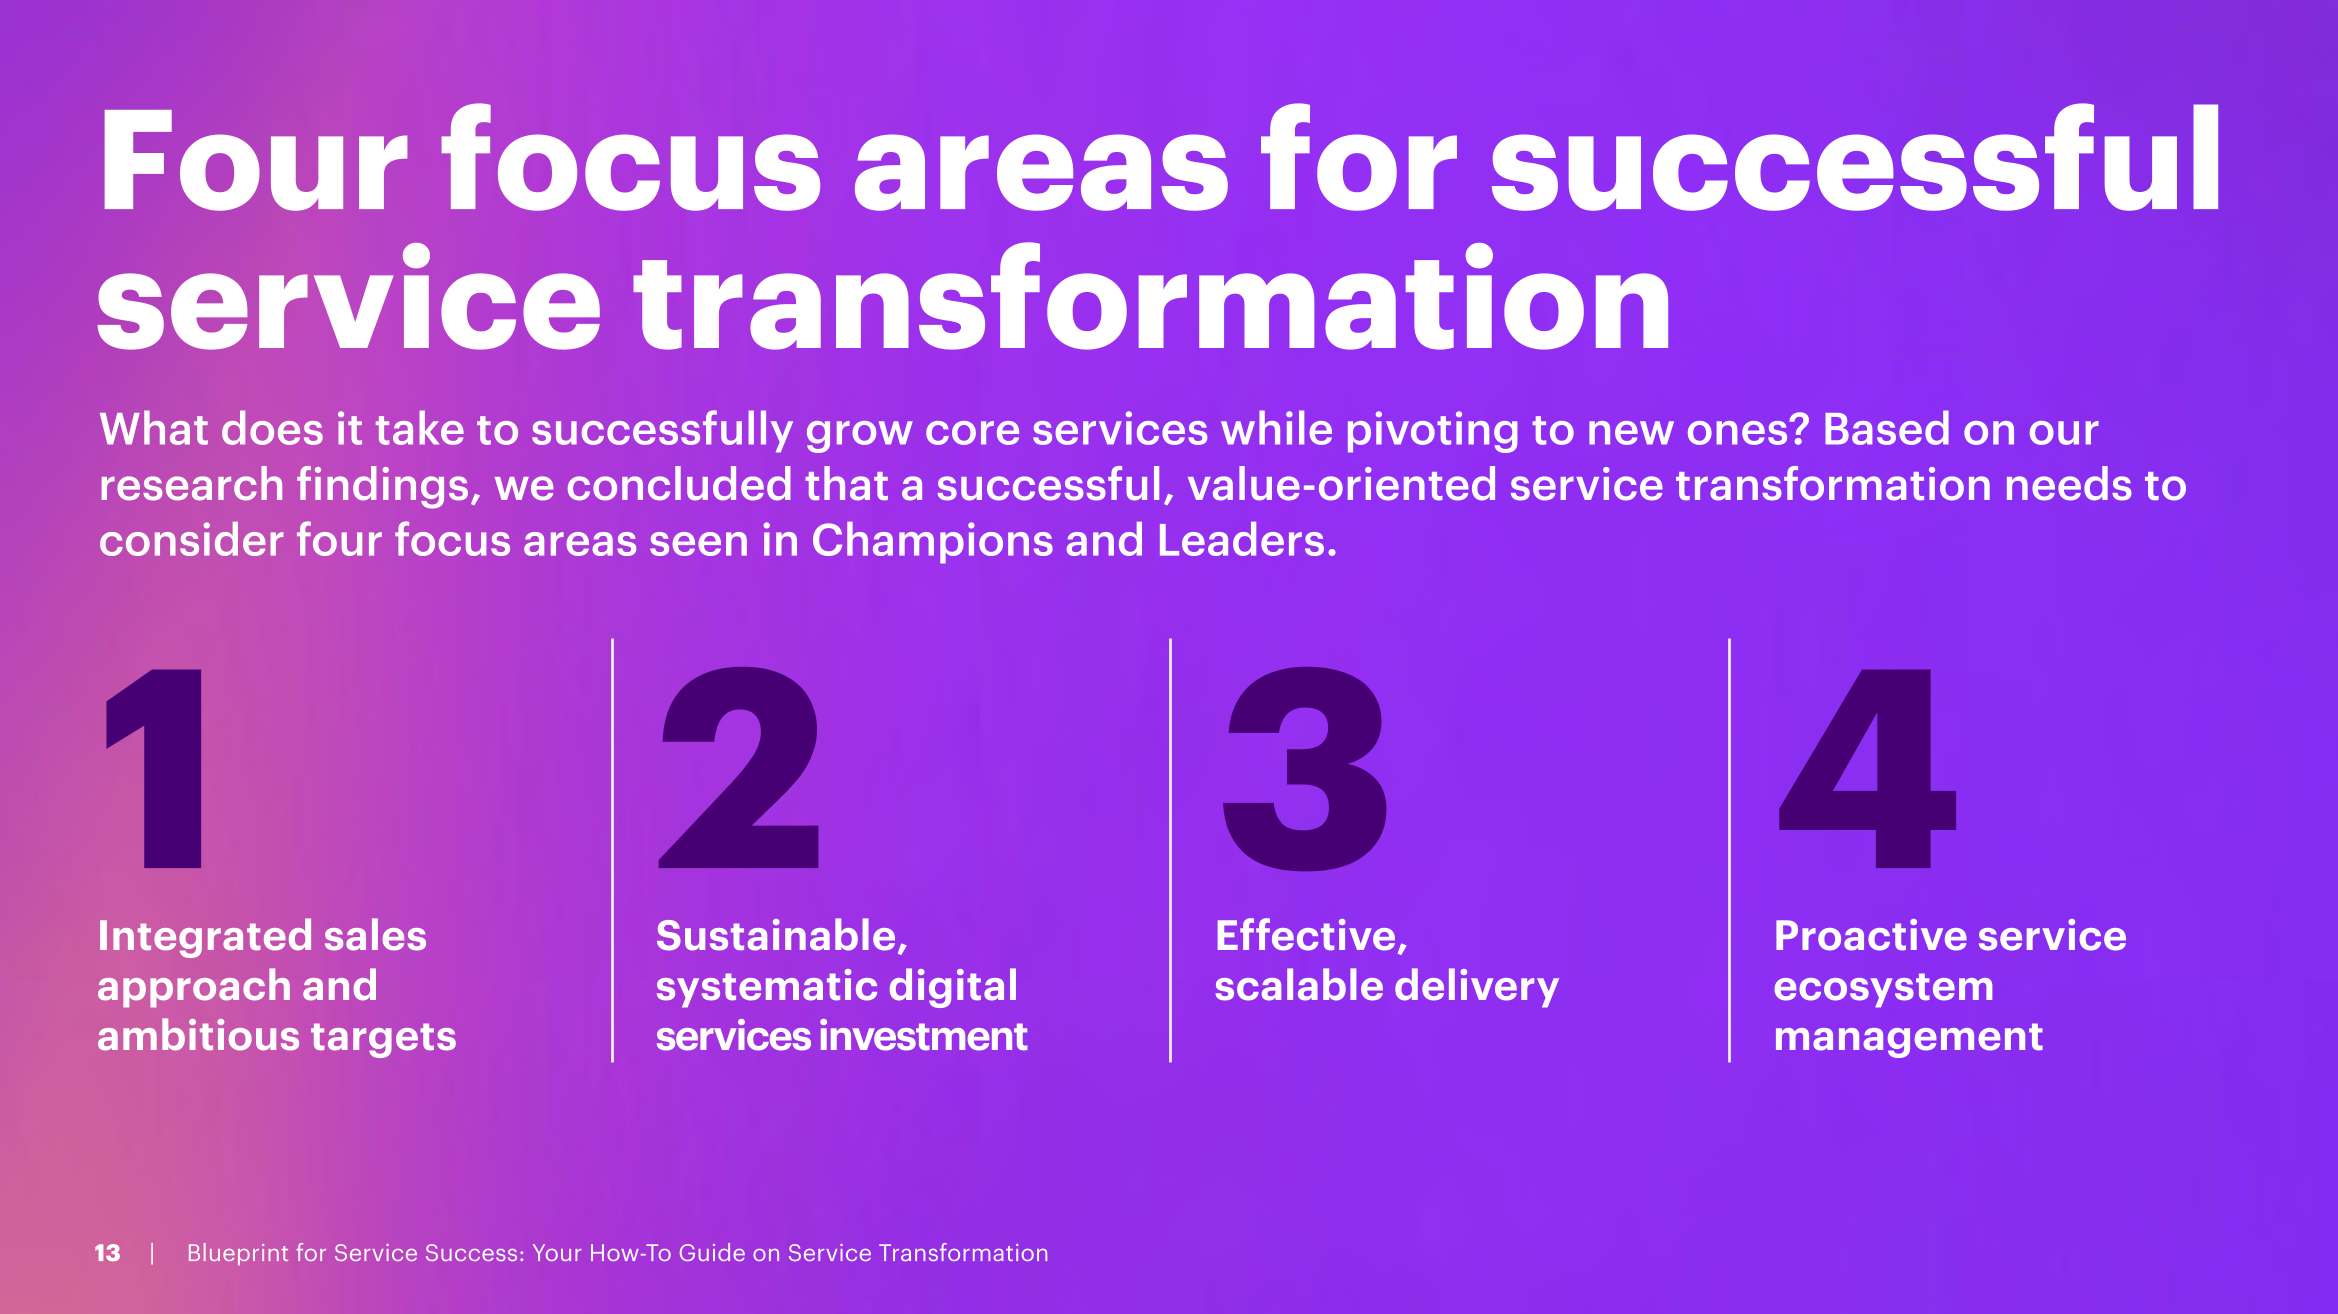 Four focus areas for successful
service transformation
What does it take to successfully grow core services while pivoting to new ones? Based on our
research findings, we concluded that a successful, value-oriented service transformation needs to
consider four focus areas seen in Champions and Leaders.
1
Integrated sales
approach and
ambitious targets
2
Sustainable,
systematic digital
services investment
3
Effective,
scalable delivery
4
Proactive service
ecosystem
management
13 | Blueprint for Service Success: Your How-To Guide on Service Transformation